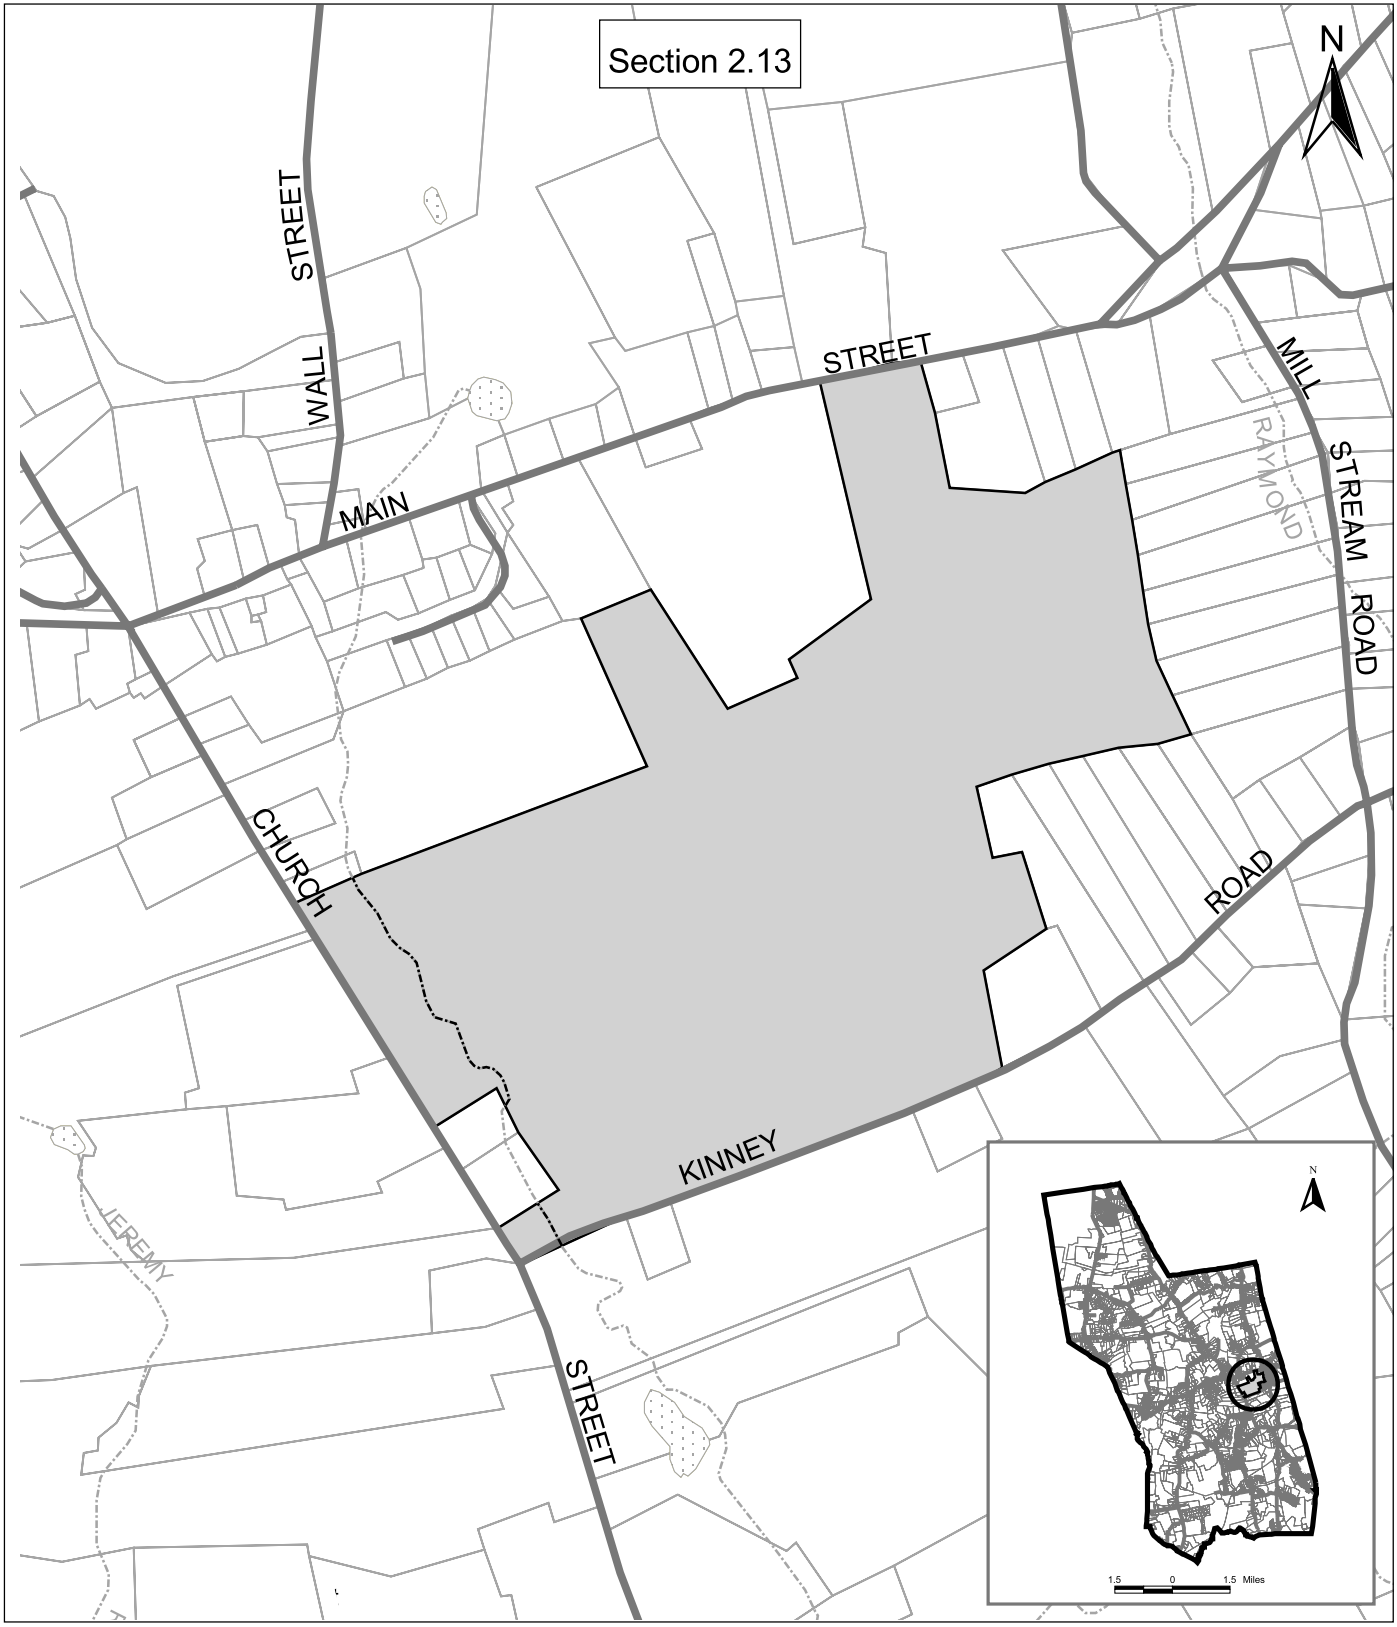 Section 2.13
N
STREET
WALL
STREET
MAIN
MILL
STREAM
ROAD
RAYMOND
CHURCH
ROAD
KINNEY
JEREMY
STREET
N
1.5 0 1.5 Miles